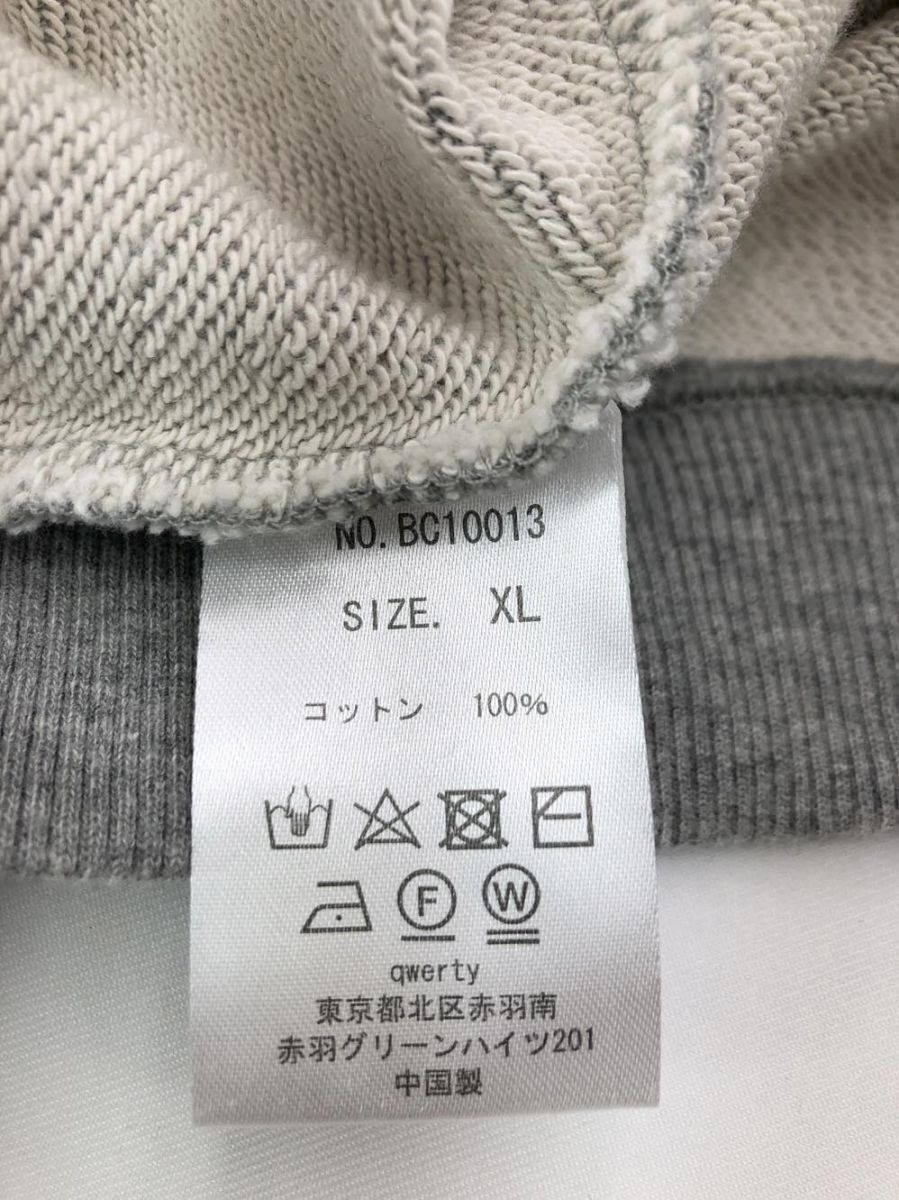 NO.BC10013
SIZE. XL
コットン 100%
F W
qwerty
東京都北区赤羽南
赤羽グリーンハイツ201
中国製